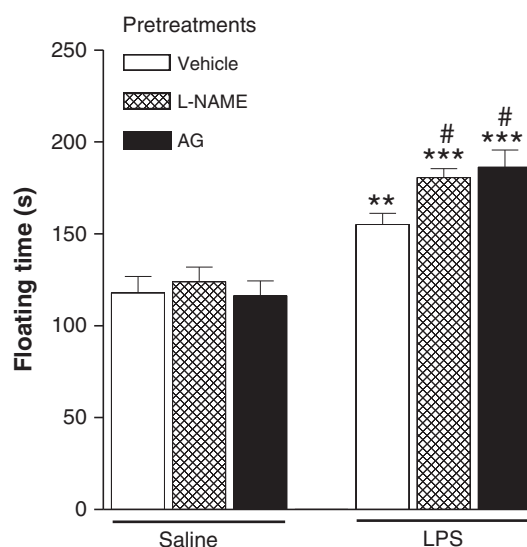 Pretreatments
Vehicle
L-NAME
AG
Floating time (s)
250
200
150
100
50
0
**
#
***
#
***
Saline
LPS